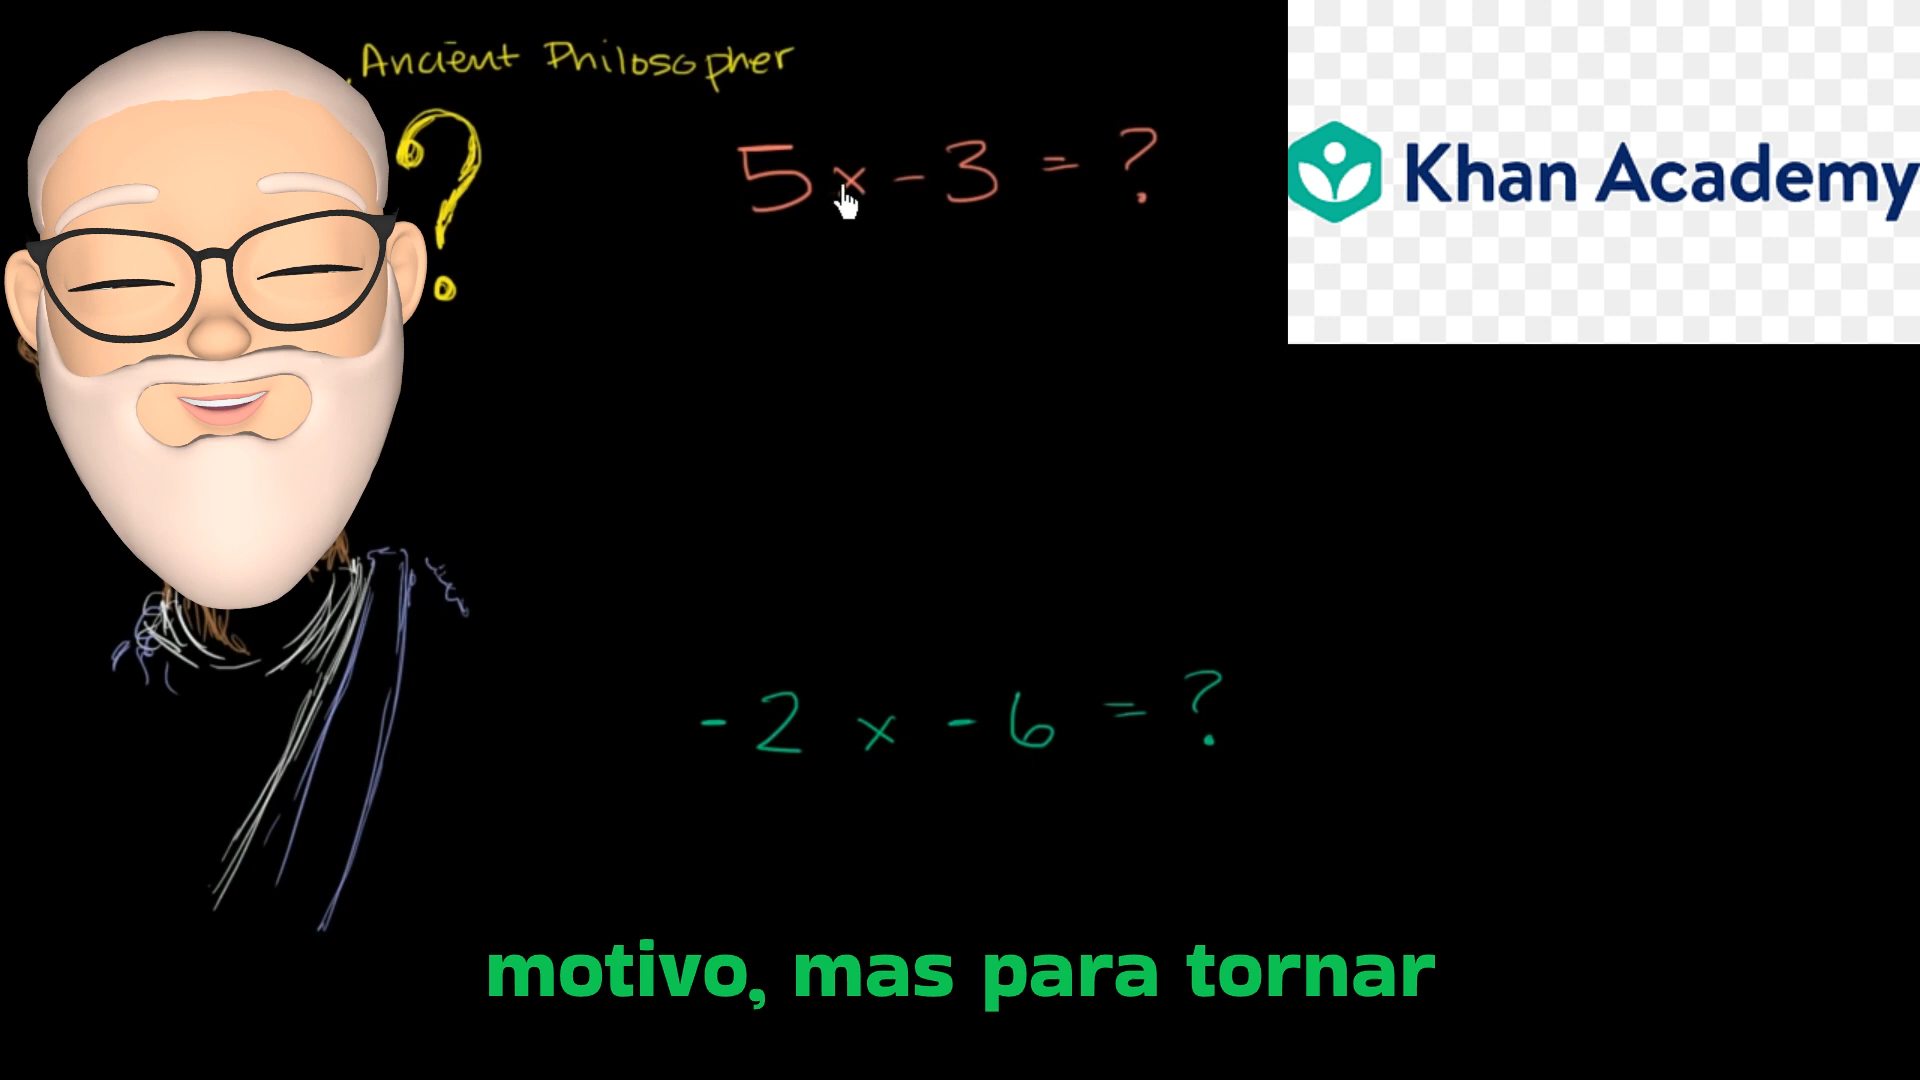 Ancient Philosopher
?
5 x - 3 = ?
Khan Academy
- 2 x - 6 = ?
motivo, mas para tornar